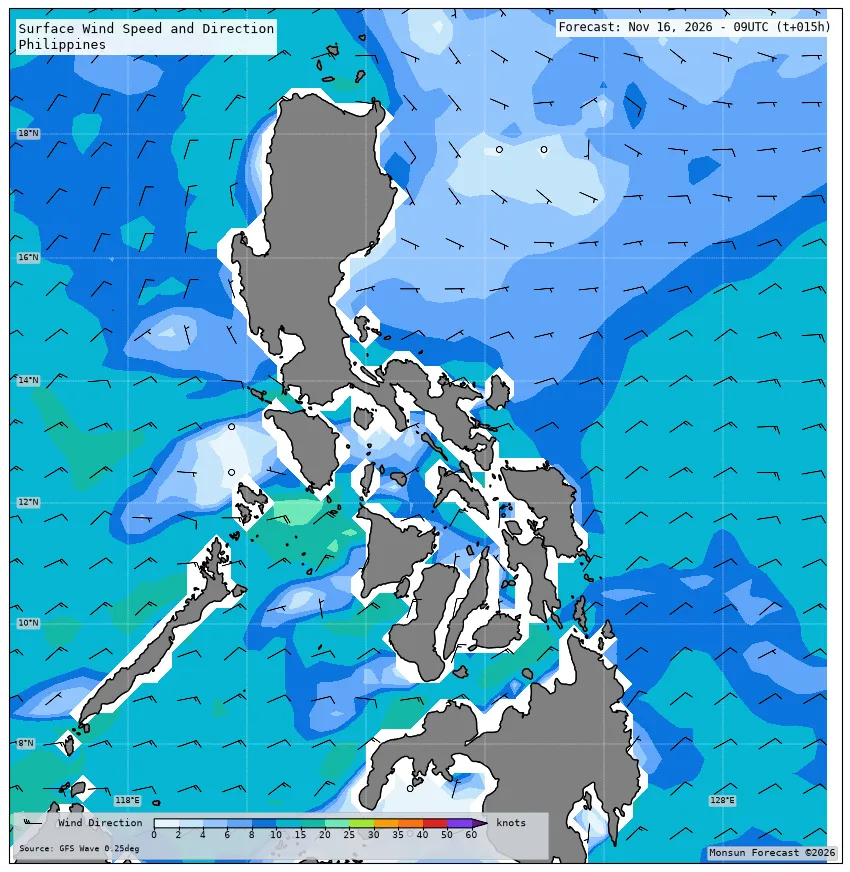 Surface Wind Speed and Direction
Philippines
Forecast: Nov 16, 2026 - 09UTC (t+015h)
18°N
16°N
14°N
12°N
10°N
8°N
118°E
128°E
Wind Direction
knots
0 2 4 6 8 10 15 20 25 30 35 40 50 60
Source: GFS Wave 0.25deg
Monsun Forecast ©2026